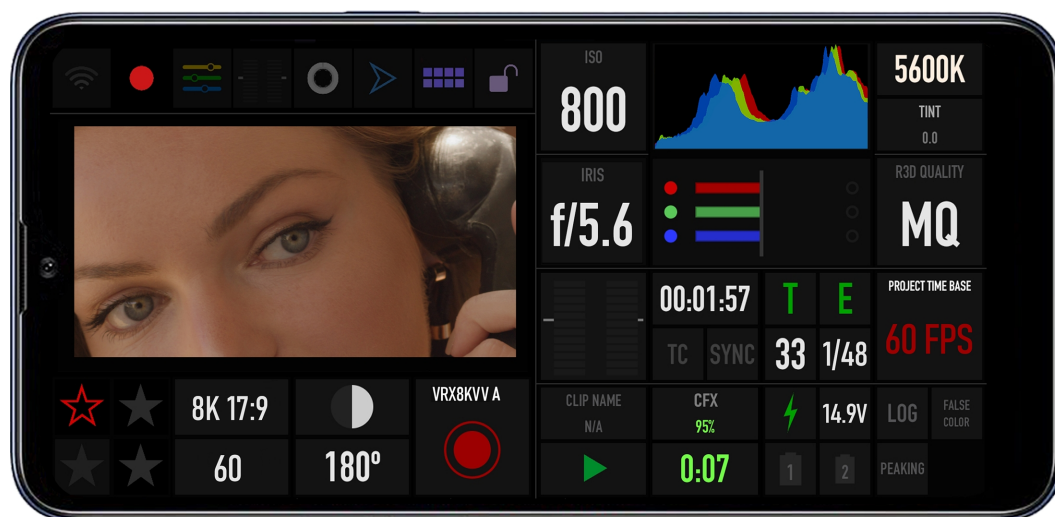 ISO
800
5600K
TINT
0.0
IRIS
f/5.6
R3D QUALITY
MQ
00:01:57
T
E
PROJECT TIME BASE
60 FPS
TC
SYNC
33
1/48
8K 17:9
VRX8KVV A
60
180º
CLIP NAME
N/A
CFX
95%
14.9V
LOG
FALSE
COLOR
0:07
1
2
PEAKING